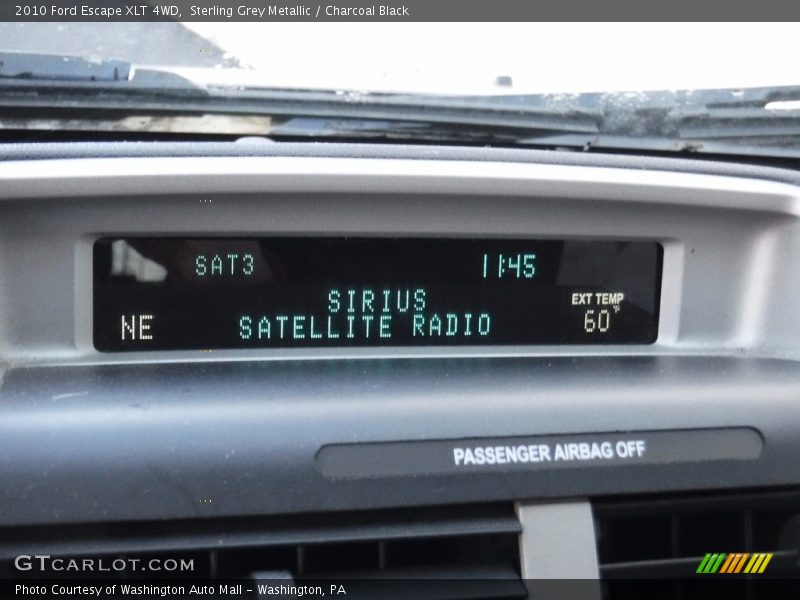 2010 Ford Escape XLT 4WD, Sterling Grey Metallic / Charcoal Black
SAT3 11:45
SIRIUS
EXT TEMP
NE SATELLITE RADIO 60°F
PASSENGER AIRBAG OFF
GTCARLOT.COM
Photo Courtesy of Washington Auto Mall - Washington, PA